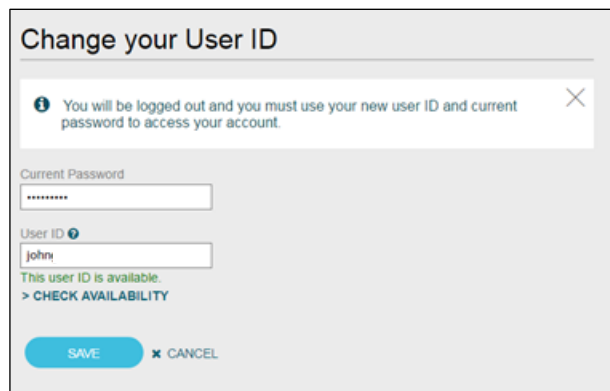 Change your User ID
You will be logged out and you must use your new user ID and current
password to access your account.
Current Password
•••••••••
User ID
john
This user ID is available.
> CHECK AVAILABILITY
SAVE
CANCEL